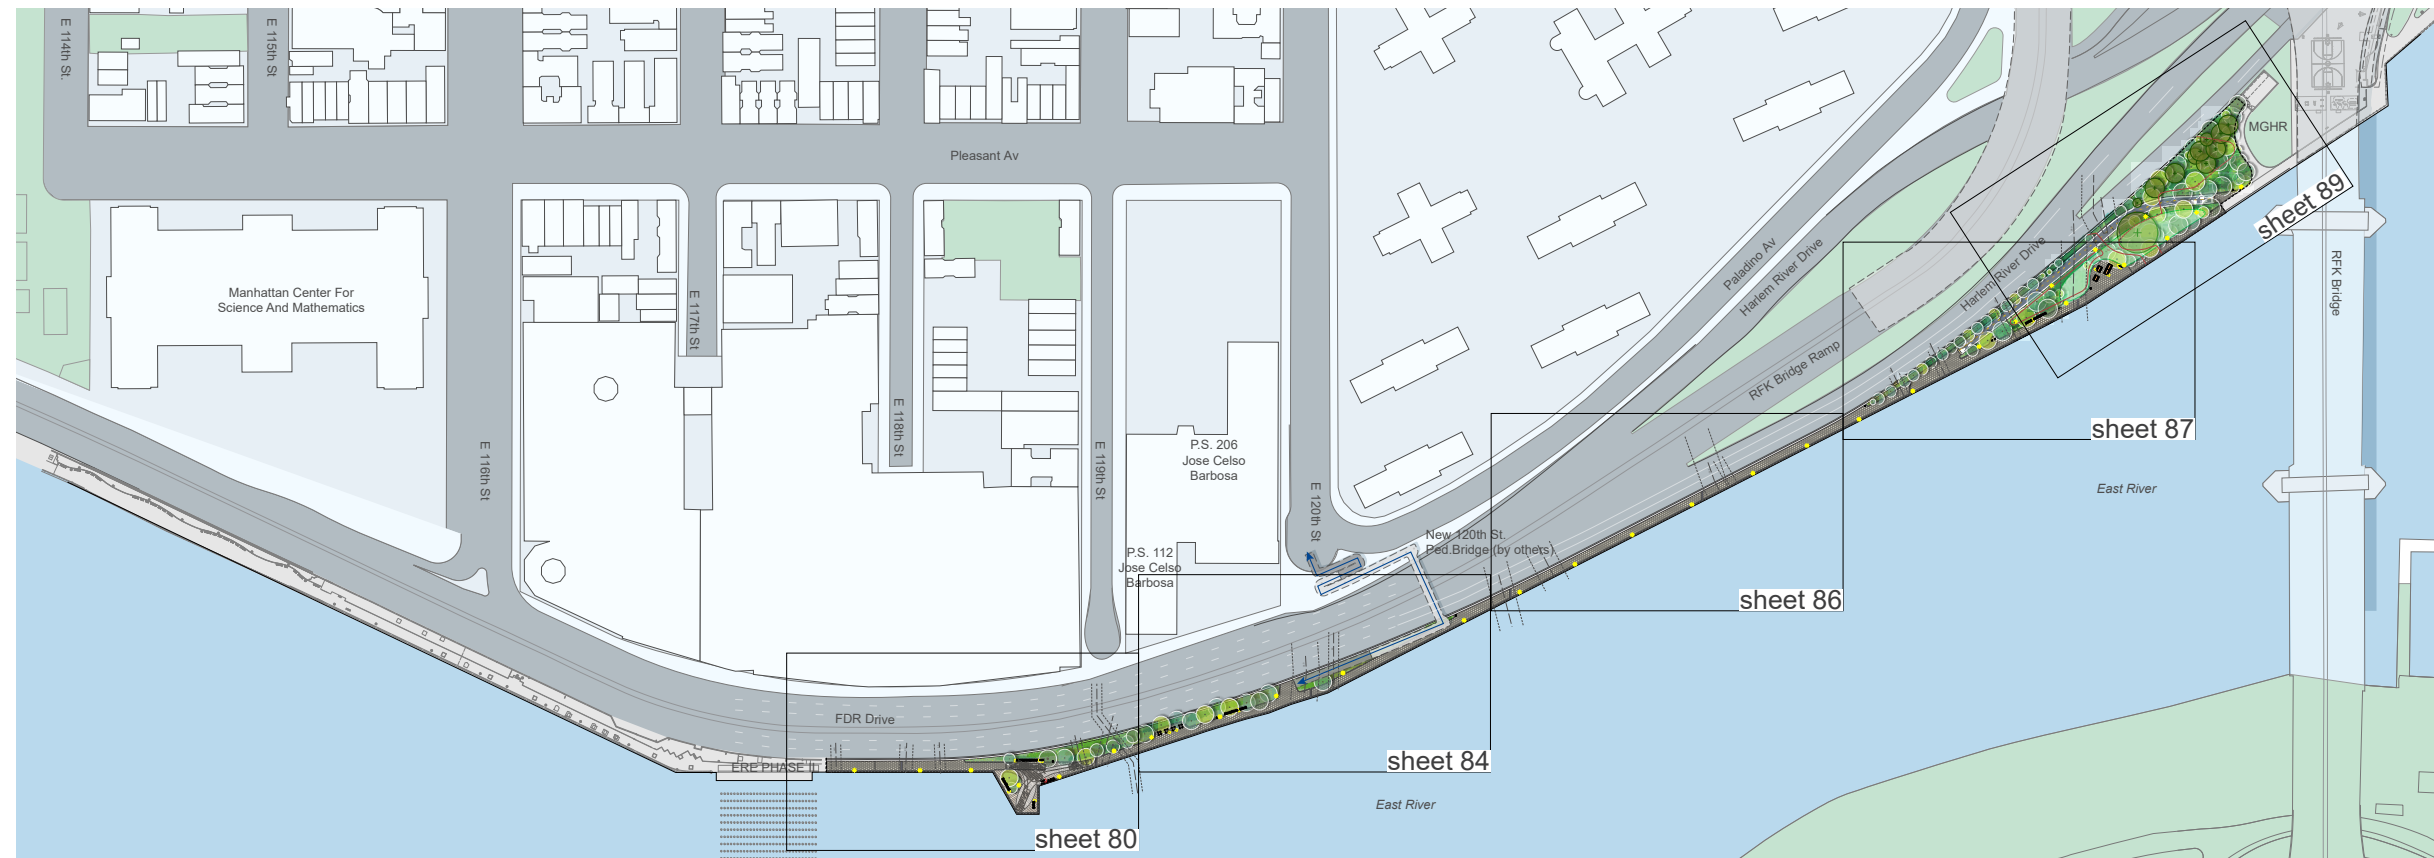 E 114th St.
E 115th St
Pleasant Av
MGHR
sheet 89
Manhattan Center For
Science And Mathematics
E 117th St
Paladino Av
Harlem River Drive
Harlem River Drive
RFK Bridge
RFK Bridge Ramp
E 116th St
E 118th St
E 119th St
P.S. 206
Jose Celso
Barbosa
E 120th St
sheet 87
East River
New 120th St.
Ped.Bridge (by others)
P.S. 112
Jose Celso
Barbosa
sheet 86
FDR Drive
ERE PHASE II
sheet 84
East River
sheet 80